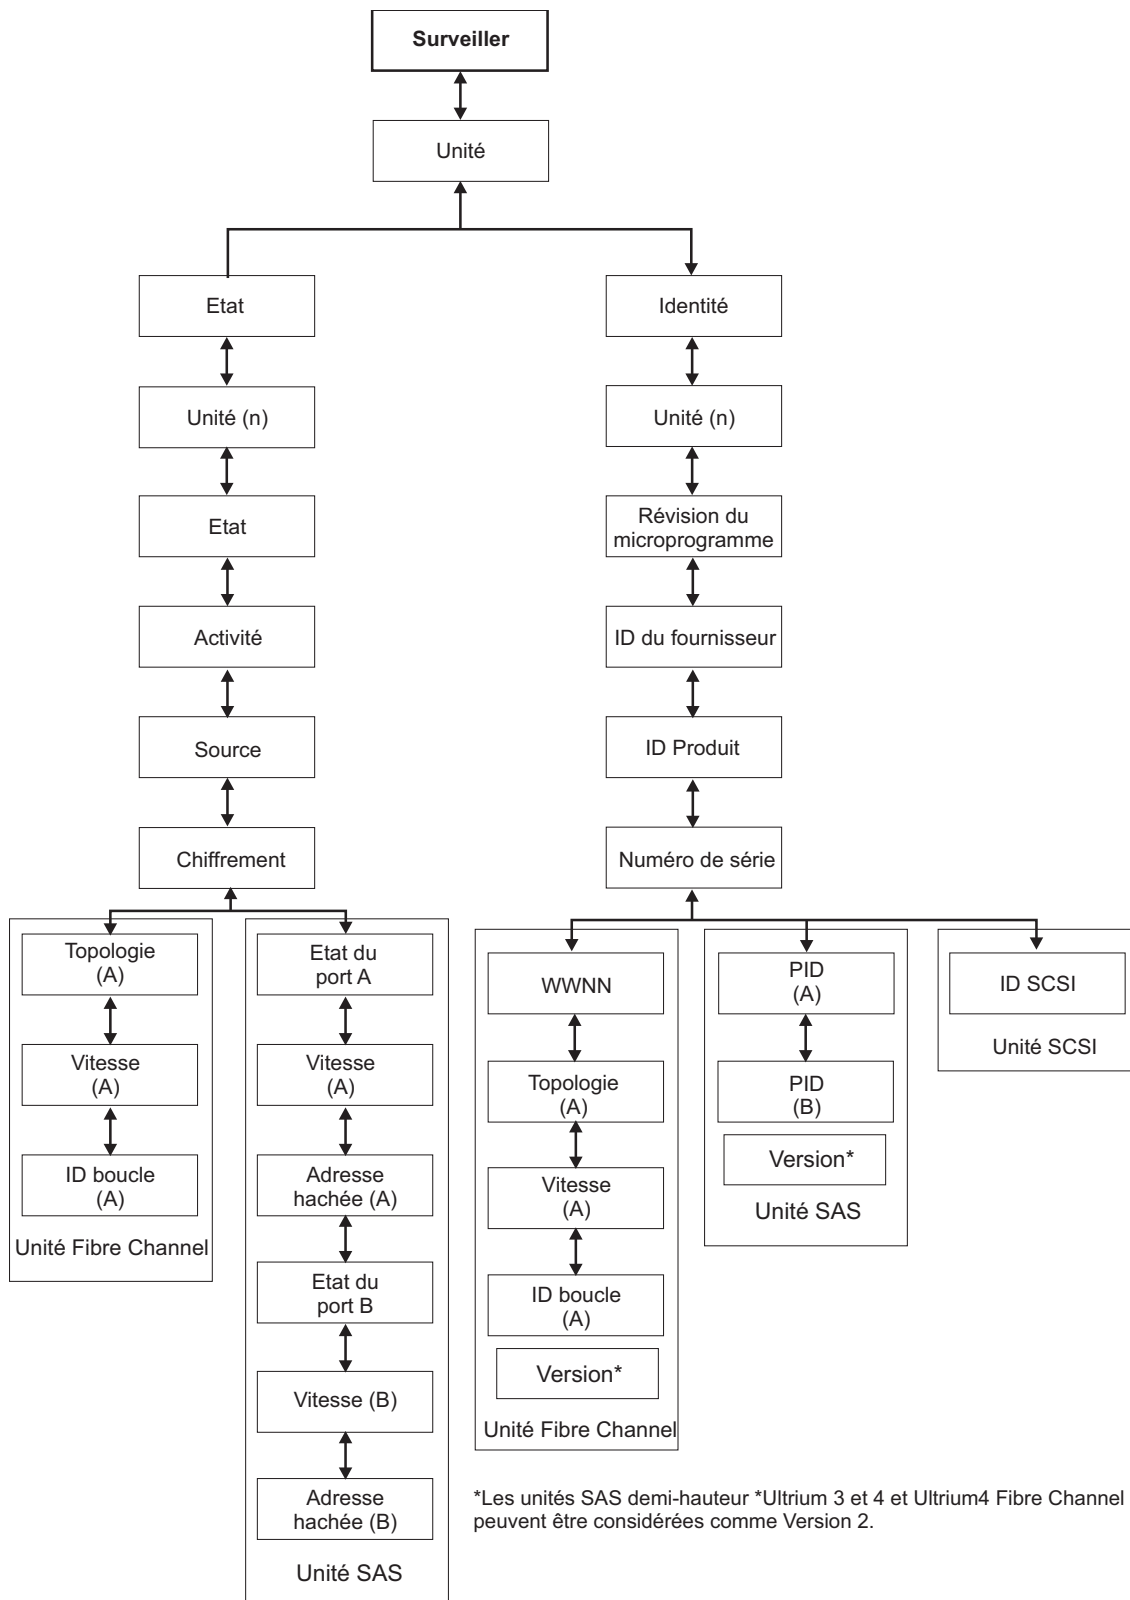 Surveiller
Unité
Etat
Unité (n)
Etat
Activité
Source
Chiffrement
Topologie
(A)
Vitesse
(A)
ID boucle
(A)
Unité Fibre Channel
Etat du
port A
Vitesse
(A)
Adresse
hachée (A)
Etat du
port B
Vitesse (B)
Adresse
hachée (B)
Unité SAS
Identité
Unité (n)
Révision du
microprogramme
ID du fournisseur
ID Produit
Numéro de série
WWNN
Topologie
(A)
Vitesse
(A)
ID boucle
(A)
Version*
Unité Fibre Channel
PID
(A)
PID
(B)
Version*
Unité SAS
ID SCSI
Unité SCSI
*Les unités SAS demi-hauteur *Ultrium 3 et 4 et Ultrium4 Fibre Channel
peuvent être considérées comme Version 2.